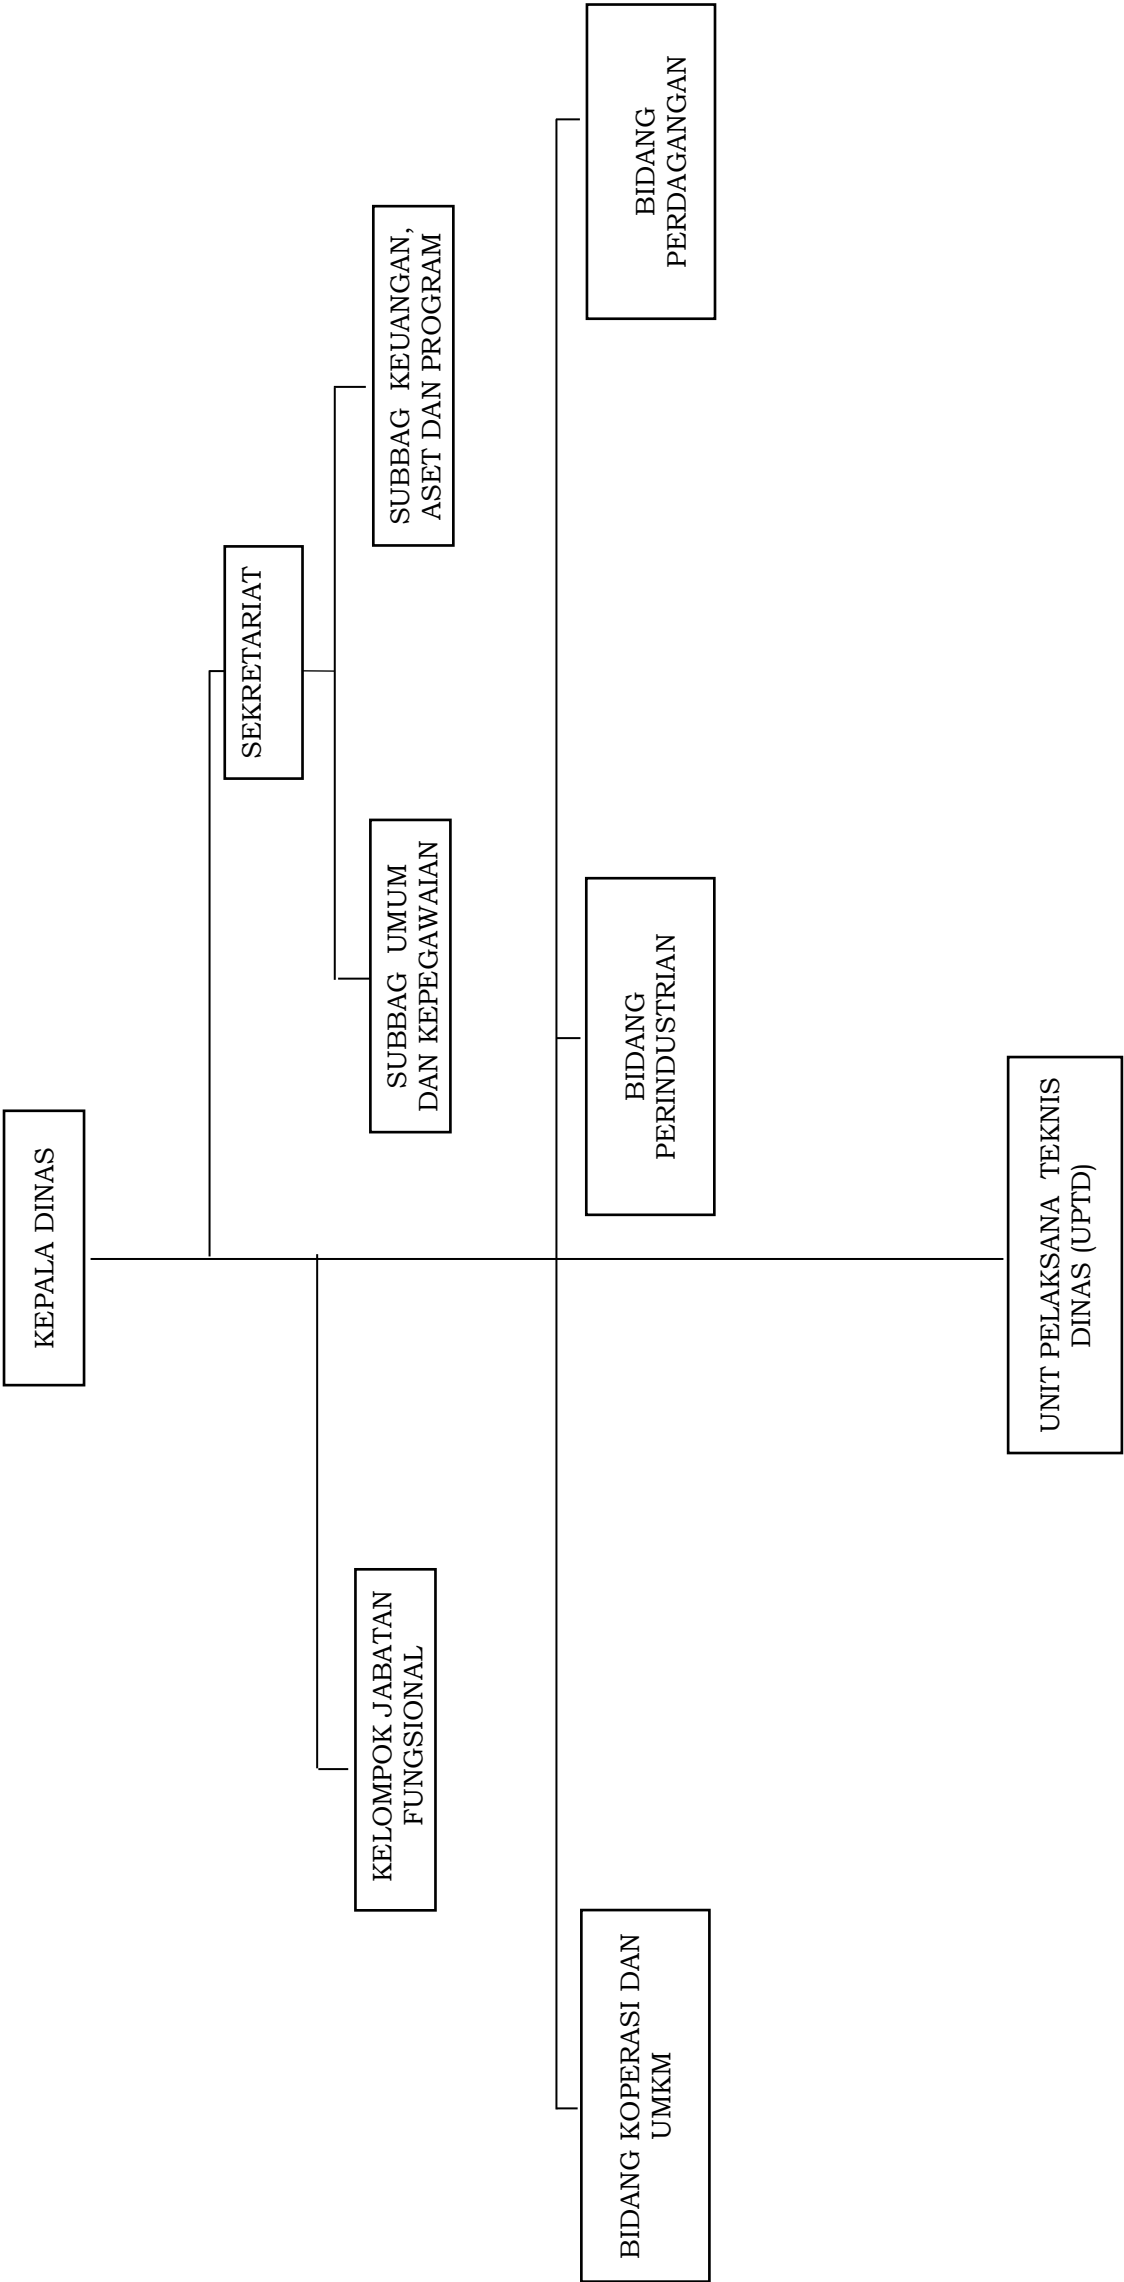 KEPALA DINAS
SEKRETARIAT
KELOMPOK JABATAN
FUNGSIONAL
SUBBAG UMUM
DAN KEPEGAWAIAN
SUBBAG KEUANGAN,
ASET DAN PROGRAM
BIDANG KOPERASI DAN
UMKM
BIDANG
PERINDUSTRIAN
BIDANG
PERDAGANGAN
UNIT PELAKSANA TEKNIS
DINAS (UPTD)